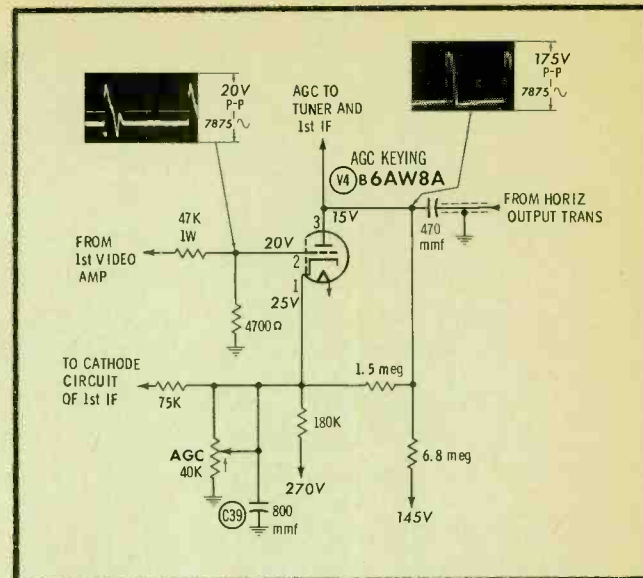 20V
P-P
7875 ∿
175V
P-P
7875 ∿
AGC TO
TUNER AND
1st IF
AGC KEYING
V4 B 6AW8A
3
15V
470
mmf
FROM HORIZ
OUTPUT TRANS
47K
1W
FROM
1st VIDEO
AMP
20V
2
1
25V
4700Ω
TO CATHODE
CIRCUIT
OF 1st IF
75K
1.5 meg
AGC
40K
180K
6.8 meg
C39
800
mmf
270V
145V